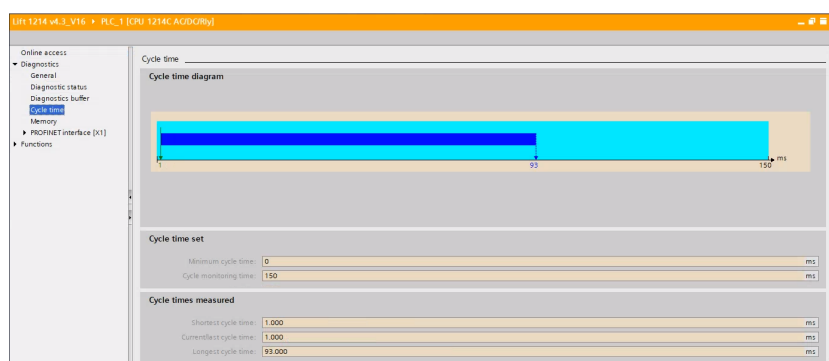 Lift 1214 v4.3_V16 ▸ PLC_1 [CPU 1214C AC/DC/Rly]
Online access
Diagnostics
General
Diagnostic status
Diagnostics buffer
Cycle time
Memory
PROFINET interface [X1]
Functions
Cycle time
Cycle time diagram
ms
1 93 150
Cycle time set
Minimum cycle time: 0 ms
Cycle monitoring time: 150 ms
Cycle times measured
Shortest cycle time: 1.000 ms
Current/last cycle time: 1.000 ms
Longest cycle time: 93.000 ms